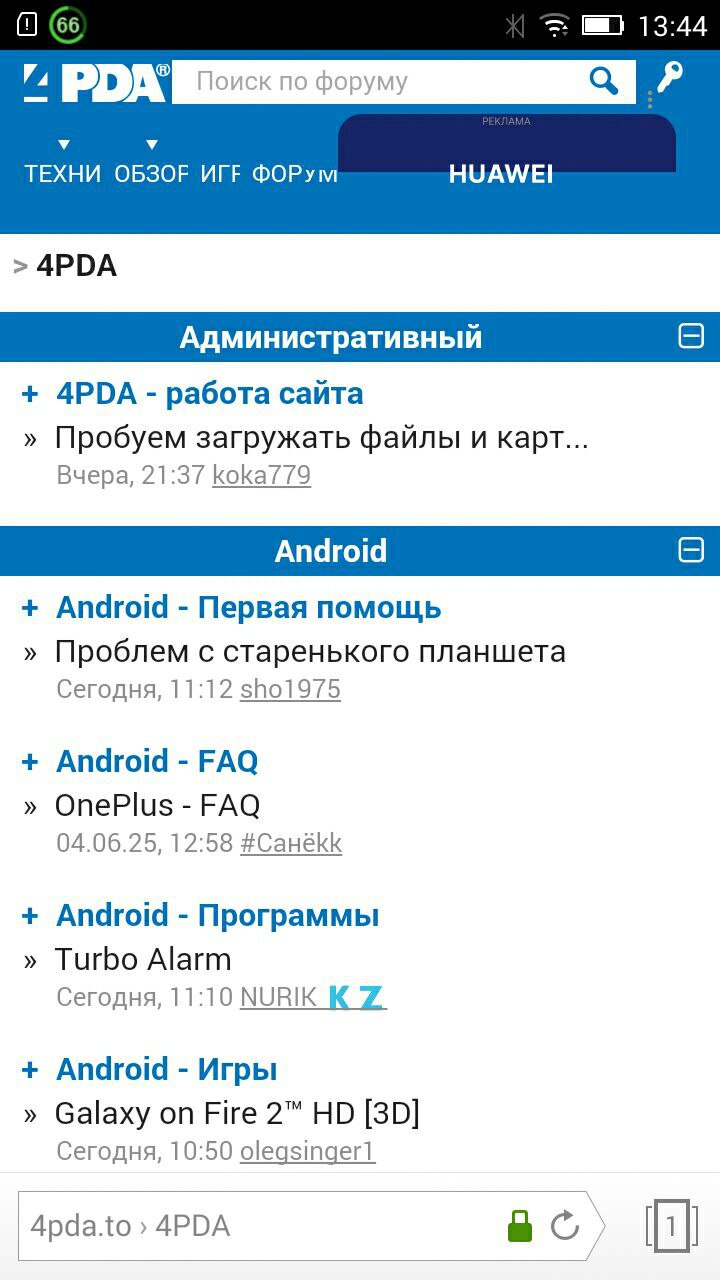 66 13:44
4PDA® Поиск по форуму
РЕКЛАМА
ТЕХНИ ОБЗОР ИГР ФОРУМ HUAWEI
> 4PDA
Административный
+ 4PDA - работа сайта
» Пробуем загружать файлы и карт...
Вчера, 21:37 koka779
Android
+ Android - Первая помощь
» Проблем с старенького планшета
Сегодня, 11:12 sho1975
+ Android - FAQ
» OnePlus - FAQ
04.06.25, 12:58 #Санёkk
+ Android - Программы
» Turbo Alarm
Сегодня, 11:10 NURIK KZ
+ Android - Игры
» Galaxy on Fire 2™ HD [3D]
Сегодня, 10:50 olegsinger1
4pda.to › 4PDA 1